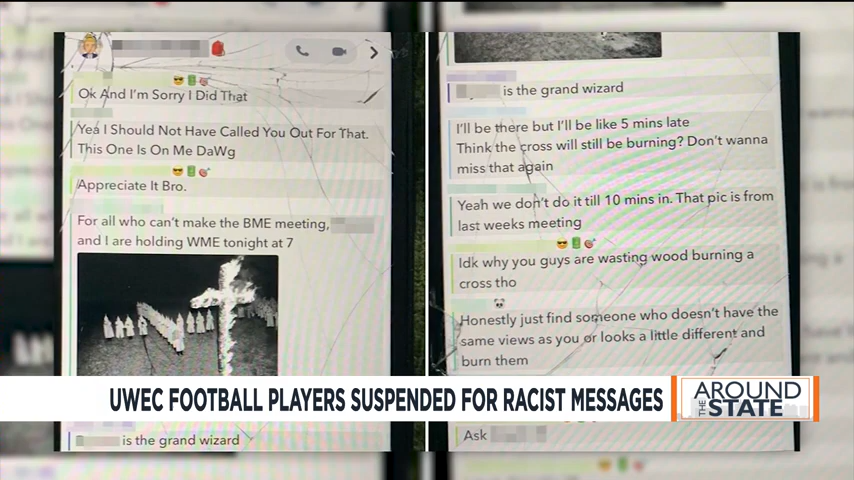 Ok And I'm Sorry I Did That
Yea I Should Not Have Called You Out For That.
This One Is On Me DaWg
Appreciate It Bro.
For all who can't make the BME meeting,
and I are holding WME tonight at 7
is the grand wizard
is the grand wizard
I'll be there but I'll be like 5 mins late
Think the cross will still be burning? Don't wanna
miss that again
Yeah we don't do it till 10 mins in. That pic is from
last weeks meeting
Idk why you guys are wasting wood burning a
cross tho
Honestly just find someone who doesn't have the
same views as you or looks a little different and
burn them
Ask
UWEC FOOTBALL PLAYERS SUSPENDED FOR RACIST MESSAGES
AROUND
THE STATE